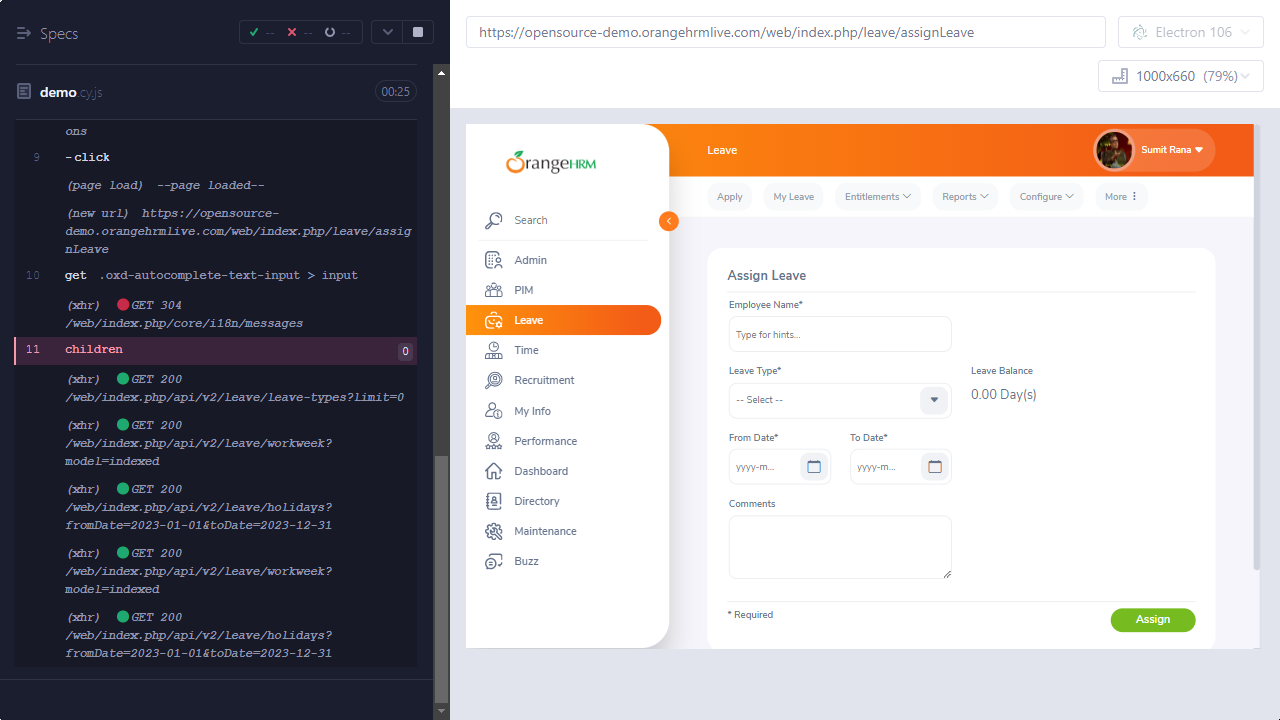 Specs
--
--
--
demo.cy.js
00:25
ons
9 -click
(page load) --page loaded--
(new url) https://opensource-
demo.orangehrmlive.com/web/index.php/leave/assig
nLeave
10 get .oxd-autocomplete-text-input > input
(xhr) GET 304
/web/index.php/core/i18n/messages
11 children 0
(xhr) GET 200
/web/index.php/api/v2/leave/leave-types?limit=0
(xhr) GET 200
/web/index.php/api/v2/leave/workweek?
model=indexed
(xhr) GET 200
/web/index.php/api/v2/leave/holidays?
fromDate=2023-01-01&toDate=2023-12-31
(xhr) GET 200
/web/index.php/api/v2/leave/workweek?
model=indexed
(xhr) GET 200
/web/index.php/api/v2/leave/holidays?
fromDate=2023-01-01&toDate=2023-12-31
https://opensource-demo.orangehrmlive.com/web/index.php/leave/assignLeave
Electron 106
1000x660 (79%)
OrangeHRM
Search
Admin
PIM
Leave
Time
Recruitment
My Info
Performance
Dashboard
Directory
Maintenance
Buzz
Leave
Sumit Rana
Apply
My Leave
Entitlements
Reports
Configure
More
Assign Leave
Employee Name*
Type for hints...
Leave Type*
Leave Balance
-- Select --
0.00 Day(s)
From Date*
To Date*
yyyy-m...
yyyy-m...
Comments
* Required
Assign